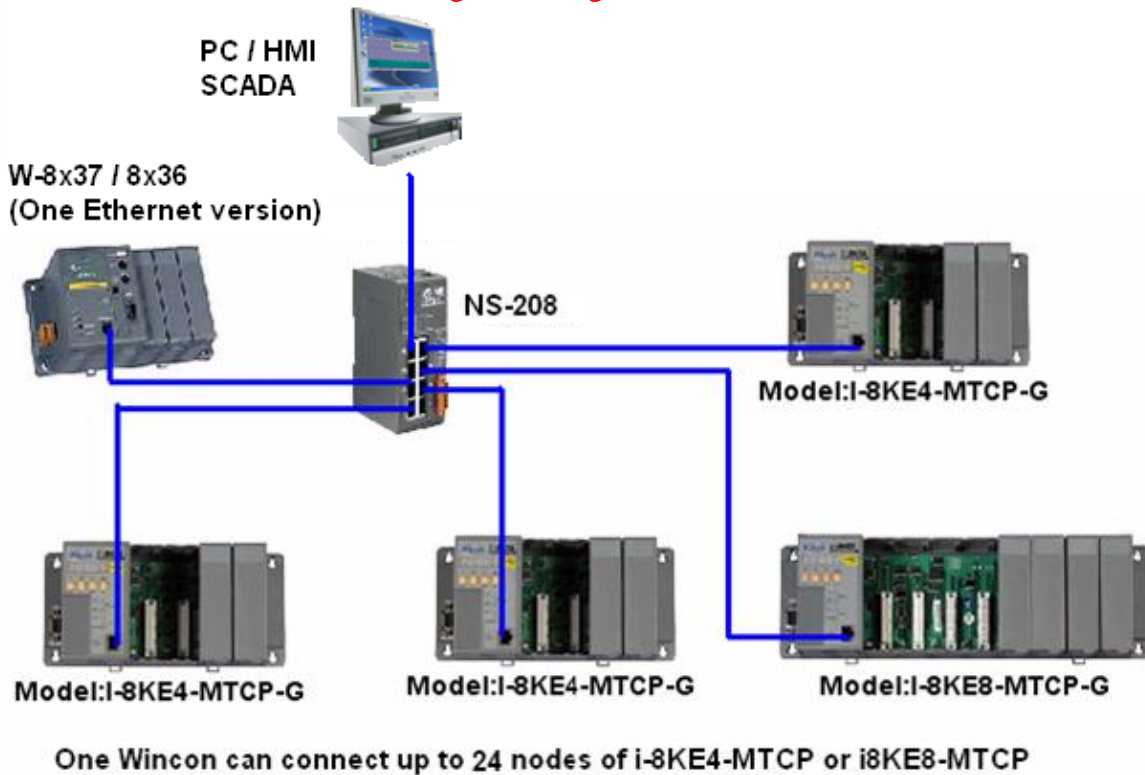 PC / HMI
SCADA
W-8x37 / 8x36
(One Ethernet version)
NS-208
Model:I-8KE4-MTCP-G
Model:I-8KE4-MTCP-G
Model:I-8KE4-MTCP-G
Model:I-8KE8-MTCP-G
One Wincon can connect up to 24 nodes of i-8KE4-MTCP or i8KE8-MTCP